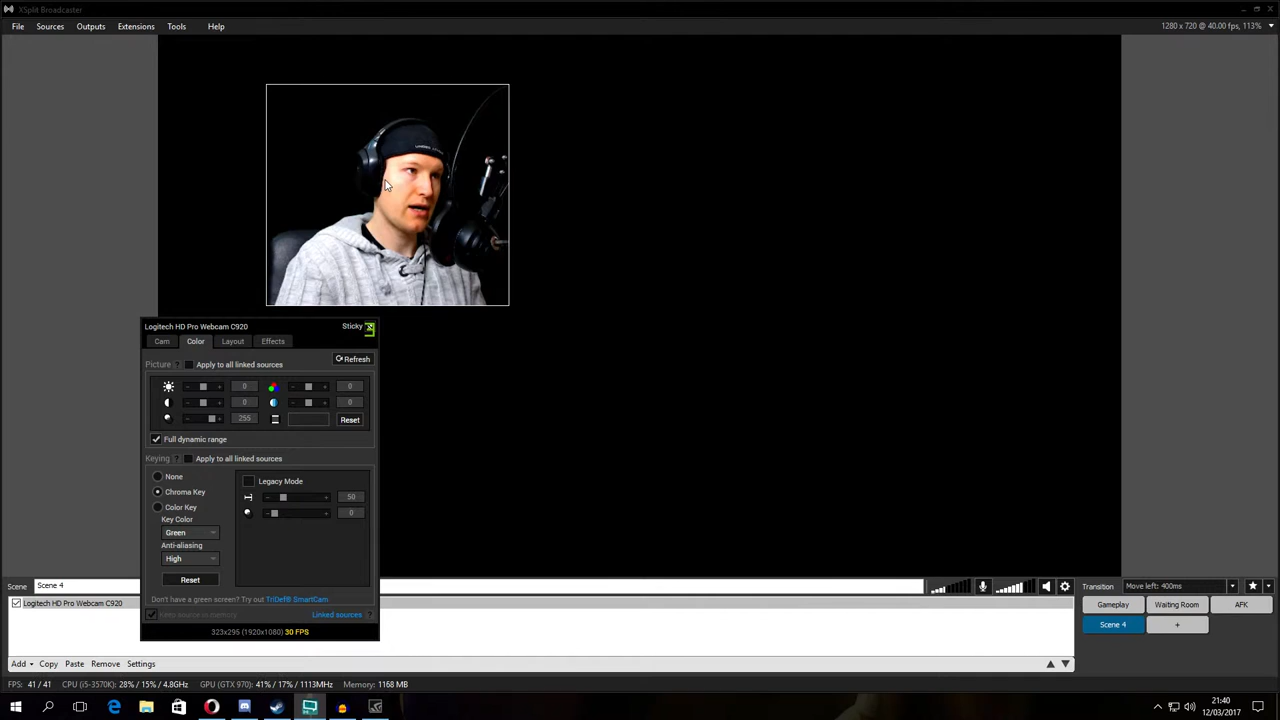 XSplit Broadcaster
File Sources Outputs Extensions Tools Help 1280 x 720 @ 40.00 fps, 113%
Logitech HD Pro Webcam C920 Sticky
Cam Color Layout Effects
Refresh
Picture ? Apply to all linked sources
0 0
0 0
255 Reset
Full dynamic range
Keying ? Apply to all linked sources
None Legacy Mode
Chroma Key 50
Color Key 0
Key Color
Green
Anti-aliasing
High
Reset
Don't have a green screen? Try out TriDef® SmartCam
Keep source in memory Linked sources ?
323x295 (1920x1080) 30 FPS
Scene Scene 4 Transition Move left: 400ms
Logitech HD Pro Webcam C920 Gameplay Waiting Room AFK
Scene 4 +
Add Copy Paste Remove Settings
FPS: 41 / 41 CPU (i5-3570K): 28% / 15% / 4.8GHz GPU (GTX 970): 41% / 17% / 1113MHz Memory: 1168 MB
21:40
12/03/2017